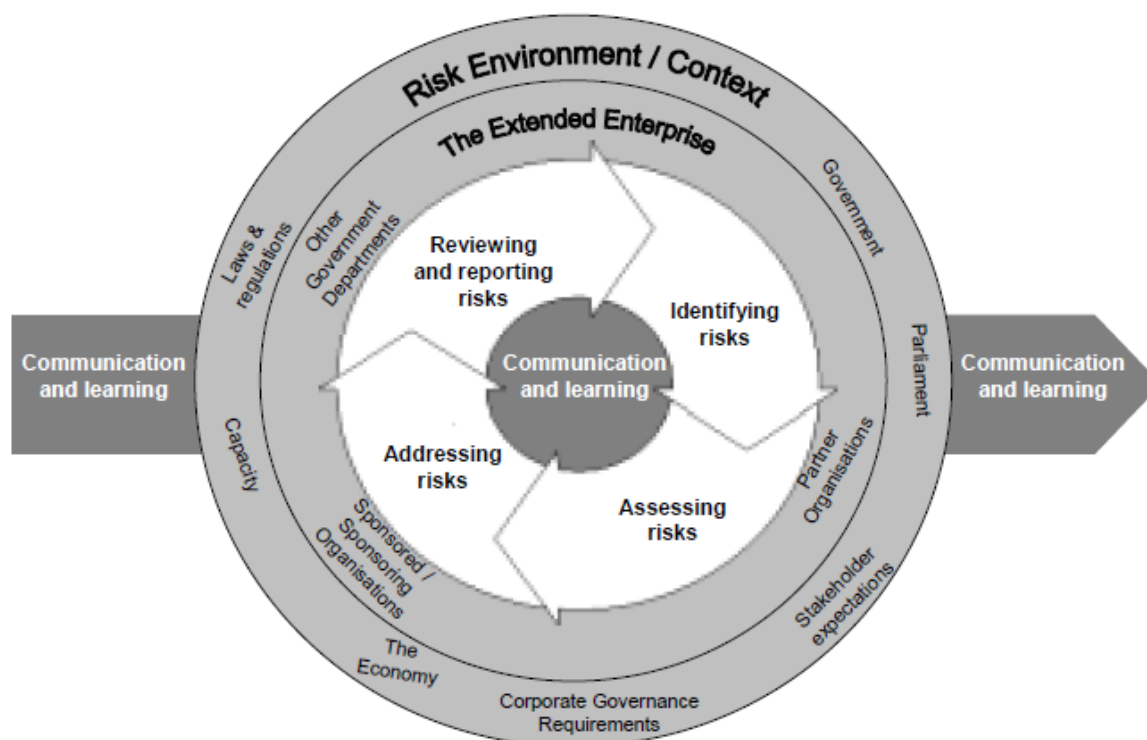 Risk Environment / Context
The Extended Enterprise
Government
Laws &
regulations
Other
Government
Departments
Reviewing
and reporting
risks
Identifying
risks
Communication
and learning
Communication
and learning
Parliament
Communication
and learning
Capacity
Addressing
risks
Assessing
risks
Partner
Organisations
Sponsored /
Sponsoring
Organisations
Stakeholder
expectations
The
Economy
Corporate Governance
Requirements